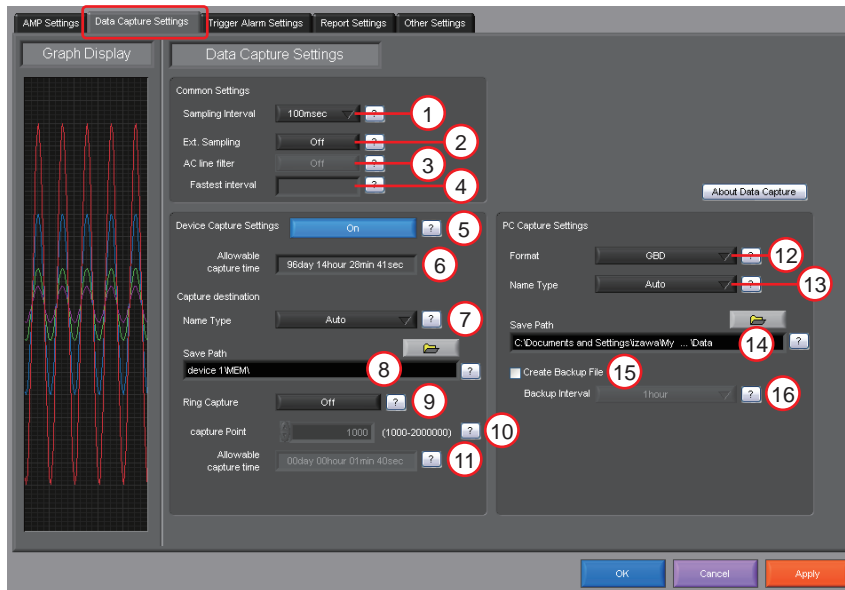 AMP Settings Data Capture Settings Trigger Alarm Settings Report Settings Other Settings
Graph Display
Data Capture Settings
Common Settings
Sampling Interval 100msec ? 1
Ext. Sampling Off ? 2
AC line filter Off ? 3
Fastest interval ? 4
About Data Capture
Device Capture Settings On ? 5
Allowable
capture time 96day 14hour 28min 41sec 6
Capture destination
Name Type Auto ? 7
Save Path
device 1\MEM\ 8 ?
Ring Capture Off ? 9
capture Point 1000 (1000-2000000) ? 10
Allowable
capture time 00day 00hour 01min 40sec ? 11
PC Capture Settings
Format GBD ? 12
Name Type Auto ? 13
Save Path
C:\Documents and Settings\izawa\My ... \Data 14 ?
Create Backup File 15
Backup Interval 1hour ? 16
OK Cancel Apply